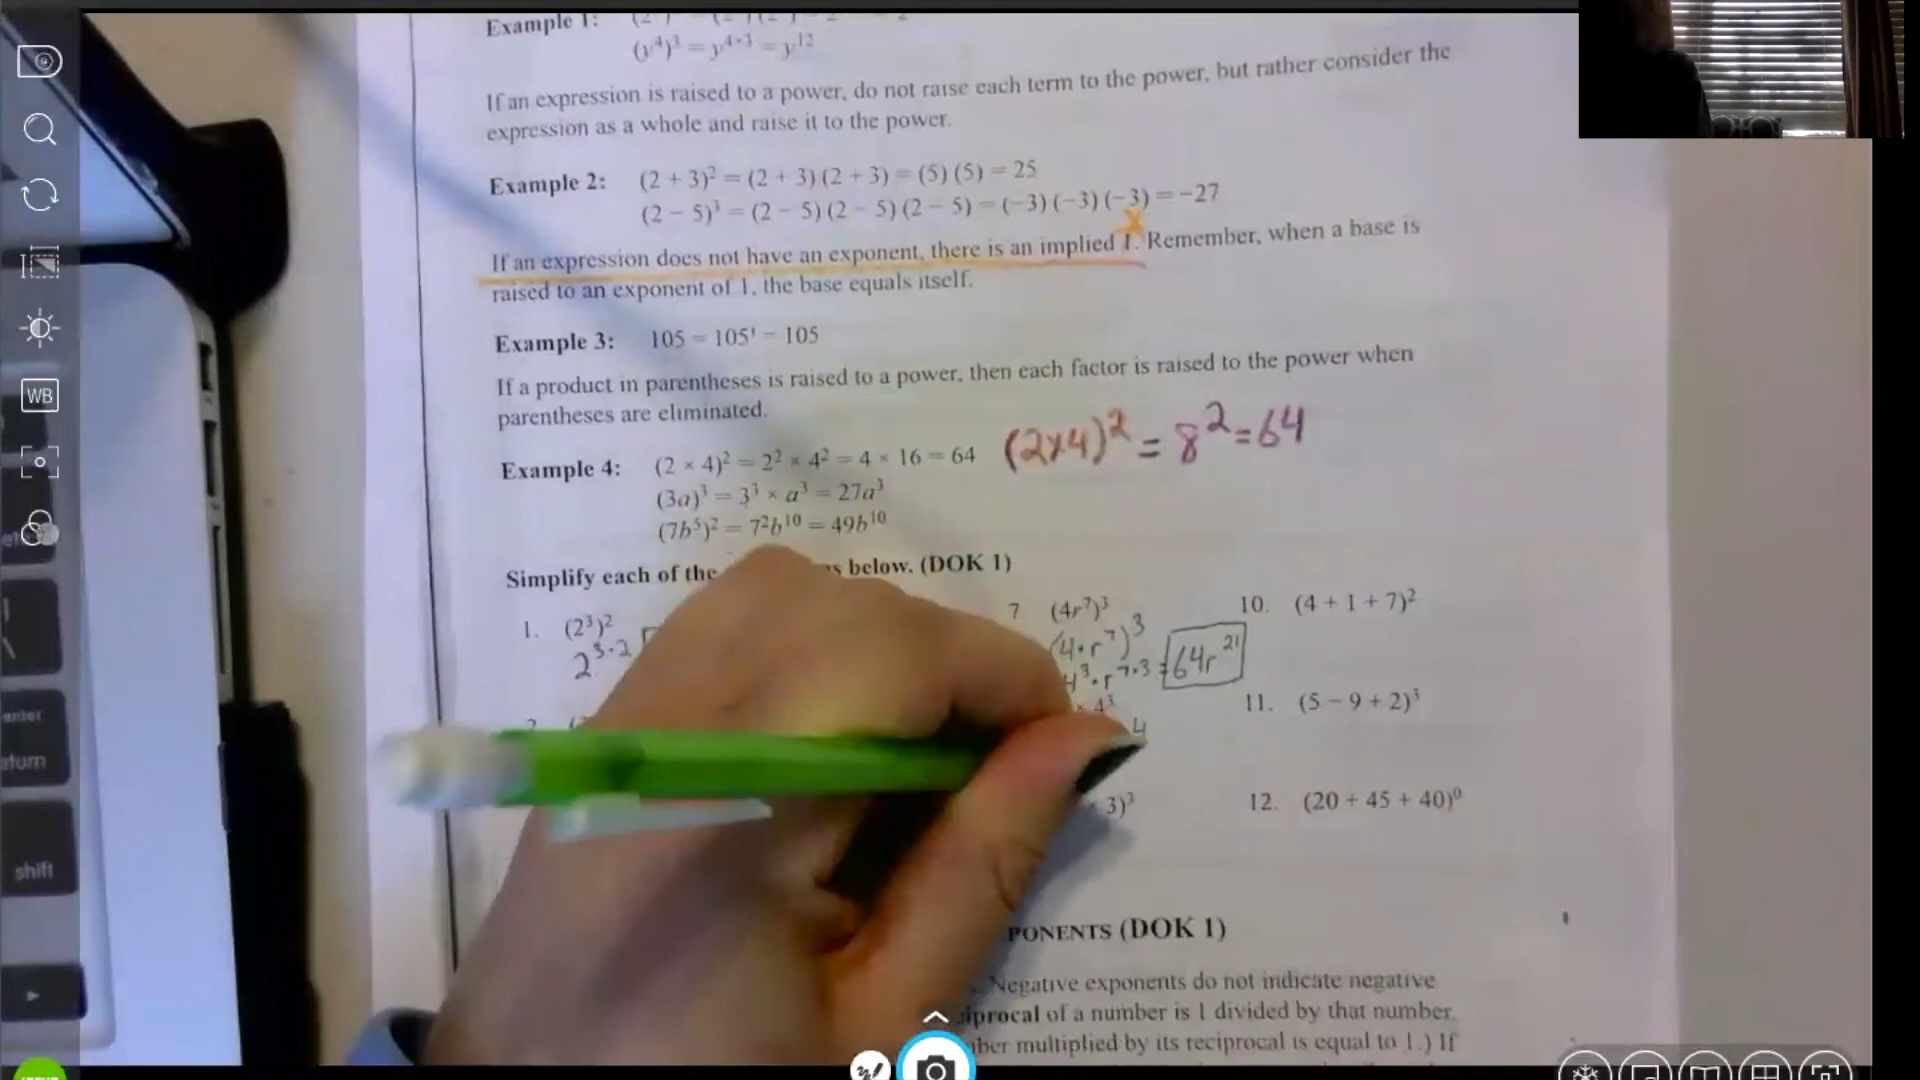 Example 1:
(y⁴)³ = y⁴·³ = y¹²
If an expression is raised to a power, do not raise each term to the power, but rather consider the
expression as a whole and raise it to the power.
Example 2: (2 + 3)² = (2 + 3) (2 + 3) = (5) (5) = 25
(2 − 5)³ = (2 − 5) (2 − 5) (2 − 5) = (−3) (−3) (−3) = −27
If an expression does not have an exponent, there is an implied 1. Remember, when a base is
raised to an exponent of 1, the base equals itself.
Example 3: 105 = 105¹ = 105
If a product in parentheses is raised to a power, then each factor is raised to the power when
parentheses are eliminated.
Example 4: (2 × 4)² = 2² × 4² = 4 × 16 = 64 (2×4)² = 8² = 64
(3a)³ = 3³ × a³ = 27a³
(7b⁵)² = 7²b¹⁰ = 49b¹⁰
Simplify each of the below. (DOK 1)
1. (2³)²
2³·²
7. (4r⁷)³
(4·r⁷)³
4³·r⁷·³ = 64r²¹
4³
4
3)³
10. (4 + 1 + 7)²
11. (5 − 9 + 2)³
12. (20 + 45 + 40)⁰
(DOK 1)
Negative exponents do not indicate negative
of a number is 1 divided by that number.
multiplied by its reciprocal is equal to 1.) If
WB
enter
shift